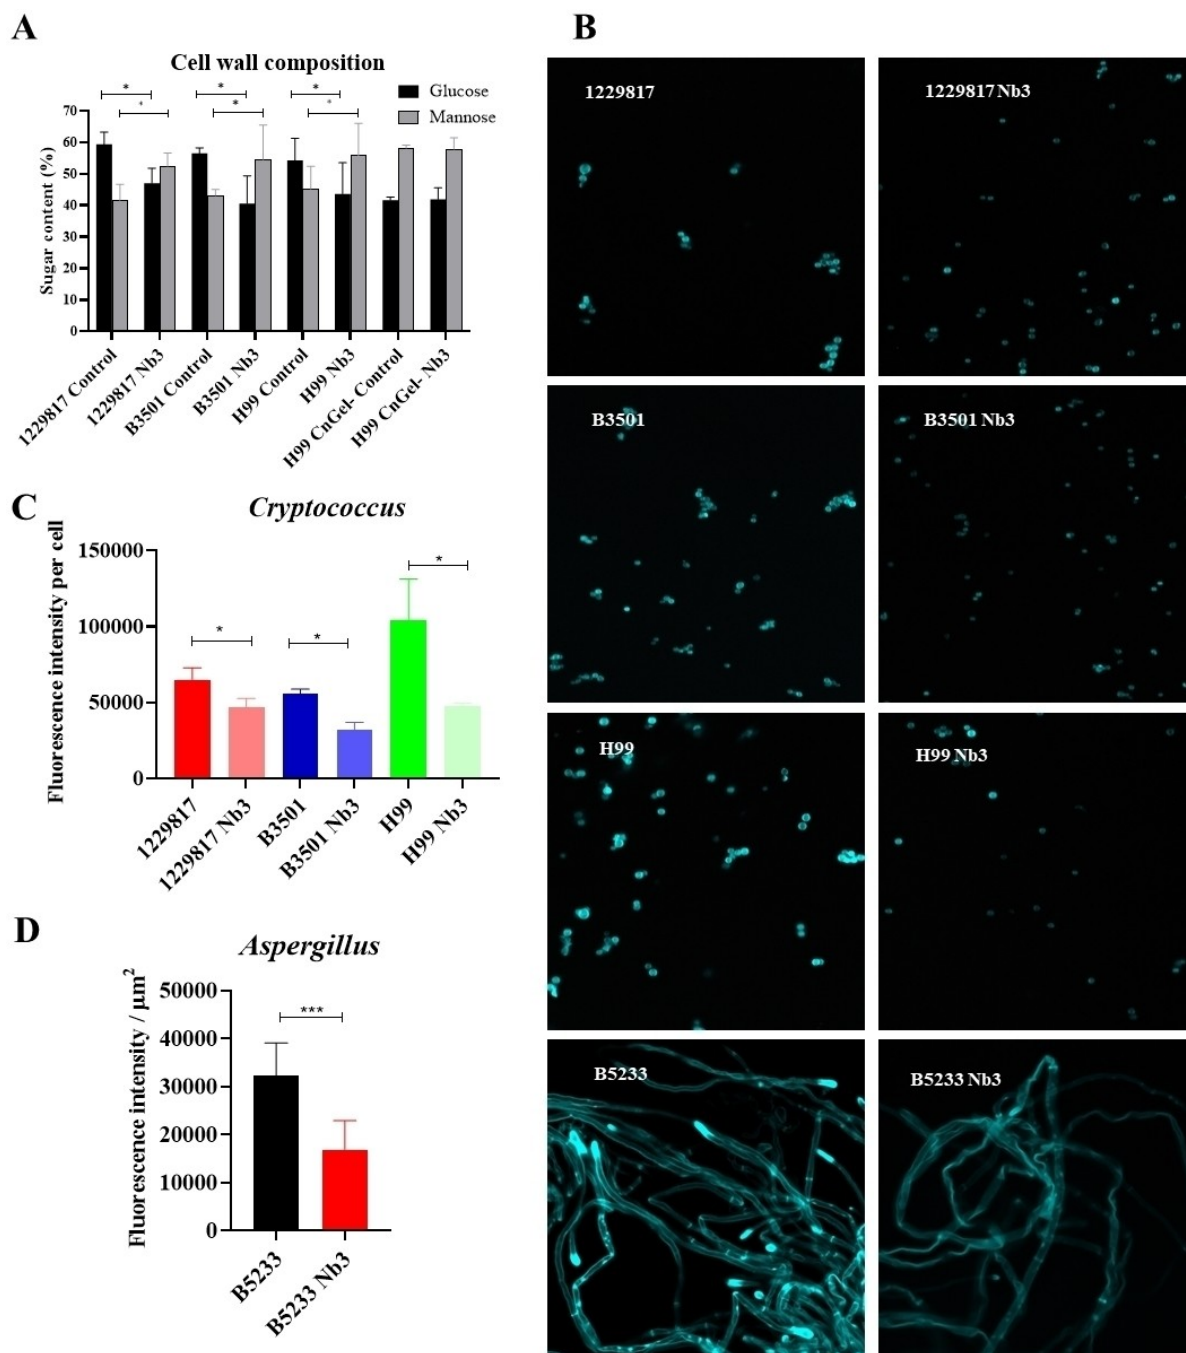 A
Cell wall composition
* * *
* * *
Glucose
Mannose
Sugar content (%)
70
60
50
40
30
20
10
0
1229817 Control
1229817 Nb3
B3501 Control
B3501 Nb3
H99 Control
H99 Nb3
H99 CnGel- Control
H99 CnGel- Nb3
B
1229817
1229817 Nb3
B3501
B3501 Nb3
H99
H99 Nb3
B5233
B5233 Nb3
C
Cryptococcus
Fluorescence intensity per cell
150000
100000
50000
0
* * *
1229817
1229817 Nb3
B3501
B3501 Nb3
H99
H99 Nb3
D
Aspergillus
Fluorescence intensity / μm²
50000
40000
30000
20000
10000
0
***
B5233
B5233 Nb3